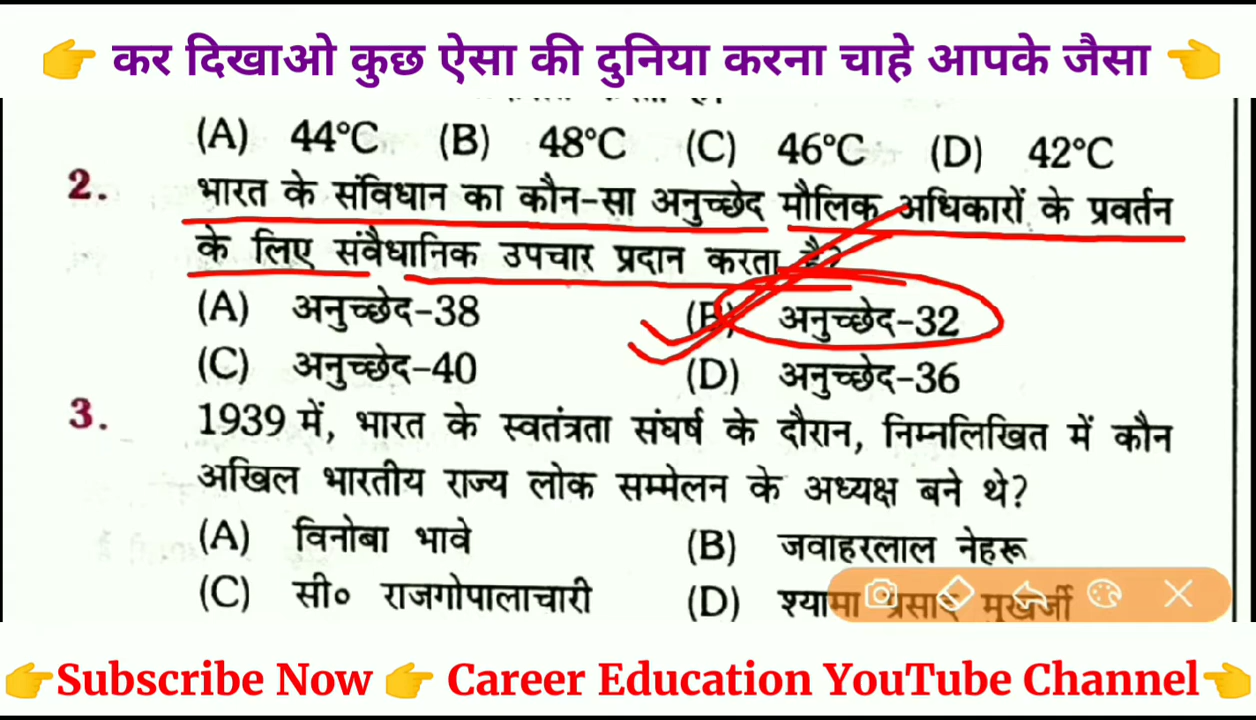 👉 कर दिखाओ कुछ ऐसा की दुनिया करना चाहे आपके जैसा 👈
(A) 44°C (B) 48°C (C) 46°C (D) 42°C
2. भारत के संविधान का कौन-सा अनुच्छेद मौलिक अधिकारों के प्रवर्तन
के लिए संवैधानिक उपचार प्रदान करता है?
(A) अनुच्छेद-38 (B) अनुच्छेद-32
(C) अनुच्छेद-40 (D) अनुच्छेद-36
3. 1939 में, भारत के स्वतंत्रता संघर्ष के दौरान, निम्नलिखित में कौन
अखिल भारतीय राज्य लोक सम्मेलन के अध्यक्ष बने थे?
(A) विनोबा भावे (B) जवाहरलाल नेहरू
(C) सी० राजगोपालाचारी (D) श्यामा प्रसाद मुखर्जी
👉Subscribe Now 👉 Career Education YouTube Channel👈